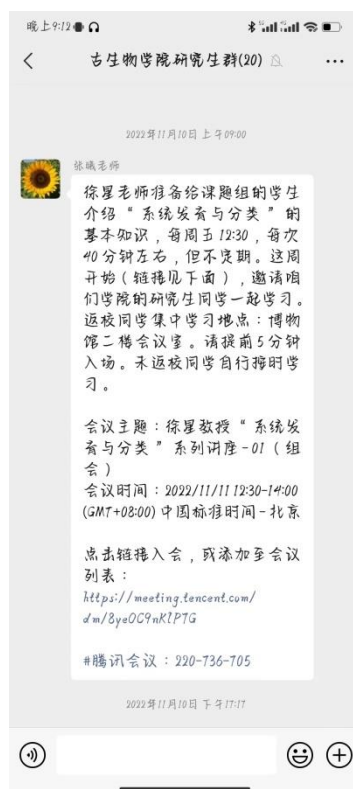 晚上9:12
古生物学院研究生群(20)
2022年11月10日 上午09:00
张曦老师
徐星老师准备给课题组的学生
介绍“系统发育与分类”的
基本知识，每周五12:30，每次
40分钟左右，但不定期。这周
开始（链接见下面），邀请咱
们学院的研究生同学一起学习。
返校同学集中学习地点：博物
馆二楼会议室。请提前5分钟
入场。未返校同学自行按时学
习。
会议主题：徐星教授“系统发
育与分类”系列讲座-01（组
会）
会议时间：2022/11/11 12:30-14:00
(GMT+08:00) 中国标准时间-北京
点击链接入会，或添加至会议
列表：
https://meeting.tencent.com/
dm/8yeOC9nKlP7G
#腾讯会议：220-736-705
2022年11月10日 下午17:17